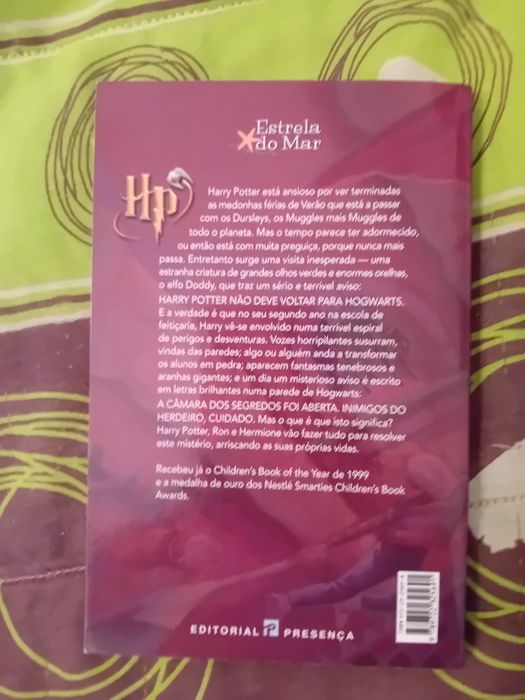 Estrela
do Mar
Hp
Harry Potter está ansioso por ver terminadas
as medonhas férias de Verão que está a passar
com os Dursleys, os Muggles mais Muggles de
todo o planeta. Mas o tempo parece ter adormecido,
ou então está com muita preguiça, porque nunca mais
passa. Entretanto surge uma visita inesperada — uma
estranha criatura de grandes olhos verdes e enormes orelhas,
o elfo Doddy, que traz um sério e terrível aviso:
HARRY POTTER NÃO DEVE VOLTAR PARA HOGWARTS.
E a verdade é que no seu segundo ano na escola de
feitiçaria, Harry vê-se envolvido numa terrível espiral
de perigos e desventuras. Vozes horripilantes sussurram,
vindas das paredes; algo ou alguém anda a transformar
os alunos em pedra; aparecem fantasmas tenebrosos e
aranhas gigantes; e um dia um misterioso aviso é escrito
em letras brilhantes numa parede de Hogwarts:
A CÂMARA DOS SEGREDOS FOI ABERTA. INIMIGOS DO
HERDEIRO, CUIDADO. Mas o que é que isto significa?
Harry Potter, Ron e Hermione vão fazer tudo para resolver
este mistério, arriscando as suas próprias vidas.
Recebeu já o Children's Book of the Year de 1999
e a medalha de ouro dos Nestlé Smarties Children's Book
Awards.
EDITORIAL PRESENÇA